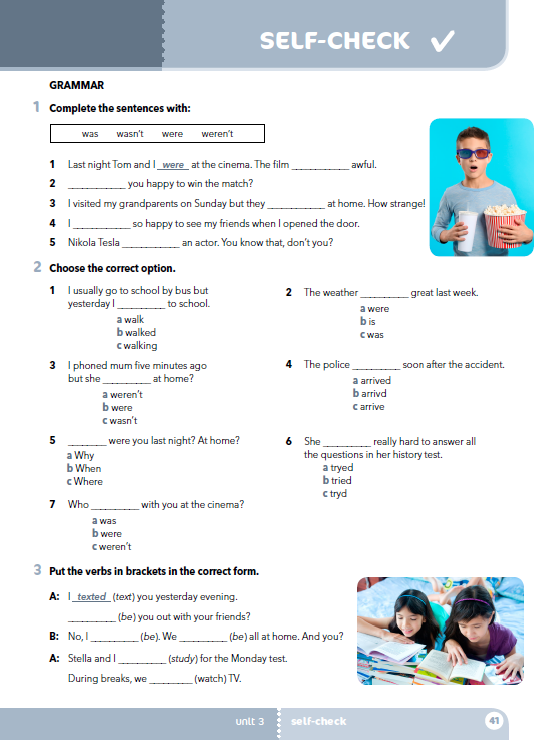 SELF-CHECK ✓
GRAMMAR
1 Complete the sentences with:
was wasn't were weren't
1 Last night Tom and I were at the cinema. The film ___________ awful.
2 ___________ you happy to win the match?
3 I visited my grandparents on Sunday but they ___________ at home. How strange!
4 I ___________ so happy to see my friends when I opened the door.
5 Nikola Tesla ___________ an actor. You know that, don't you?
2 Choose the correct option.
1 I usually go to school by bus but
yesterday I _________ to school.
a walk
b walked
c walking
2 The weather _________ great last week.
a were
b is
c was
3 I phoned mum five minutes ago
but she _________ at home?
a weren't
b were
c wasn't
4 The police _________ soon after the accident.
a arrived
b arrivd
c arrive
5 _______ were you last night? At home?
a Why
b When
c Where
6 She _________ really hard to answer all
the questions in her history test.
a tryed
b tried
c tryd
7 Who _________ with you at the cinema?
a was
b were
c weren't
3 Put the verbs in brackets in the correct form.
A: I texted (text) you yesterday evening.
_________ (be) you out with your friends?
B: No, I _________ (be). We _________ (be) all at home. And you?
A: Stella and I _________ (study) for the Monday test.
During breaks, we ________ (watch) TV.
unit 3 self-check 41